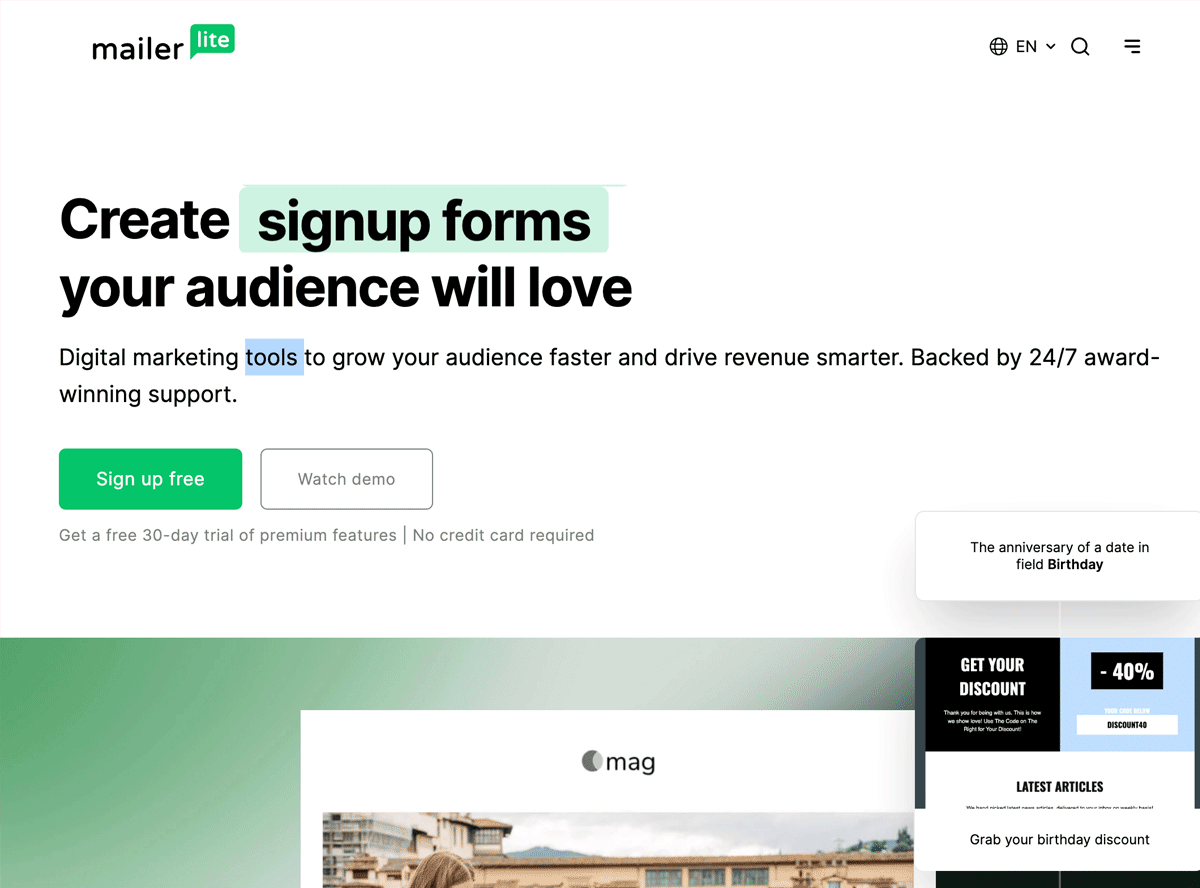 mailer lite
EN
Create signup forms
your audience will love
Digital marketing tools to grow your audience faster and drive revenue smarter. Backed by 24/7 award-
winning support.
Sign up free
Watch demo
Get a free 30-day trial of premium features | No credit card required
The anniversary of a date in
field Birthday
GET YOUR
DISCOUNT
Thank you for being with us. This is how
we show love! Use The Code on The
Right for Your Discount!
- 40%
YOUR CODE BELOW
DISCOUNT40
mag
LATEST ARTICLES
Grab your birthday discount